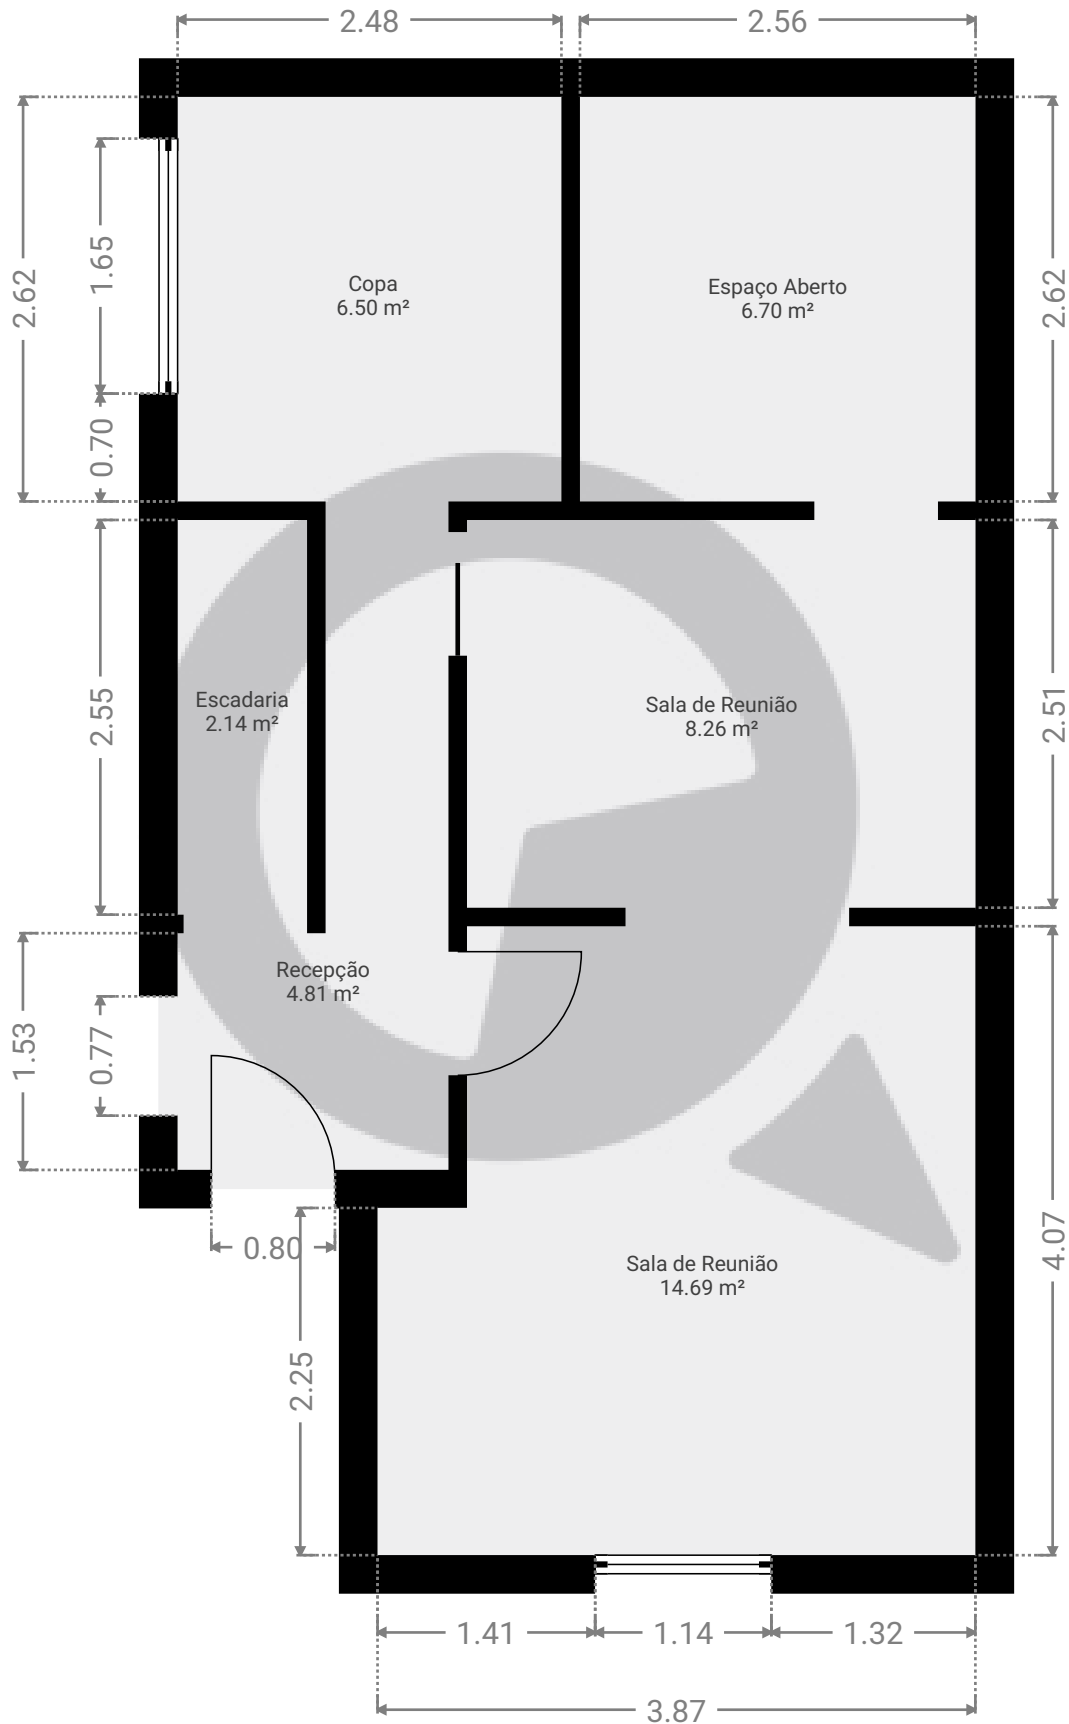 2.48
2.56
2.62
1.65
0.70
2.62
Copa
6.50 m²
Espaço Aberto
6.70 m²
2.55
2.51
Escadaria
2.14 m²
Sala de Reunião
8.26 m²
Recepção
4.81 m²
1.53
0.77
0.80
4.07
Sala de Reunião
14.69 m²
2.25
1.41
1.14
1.32
3.87